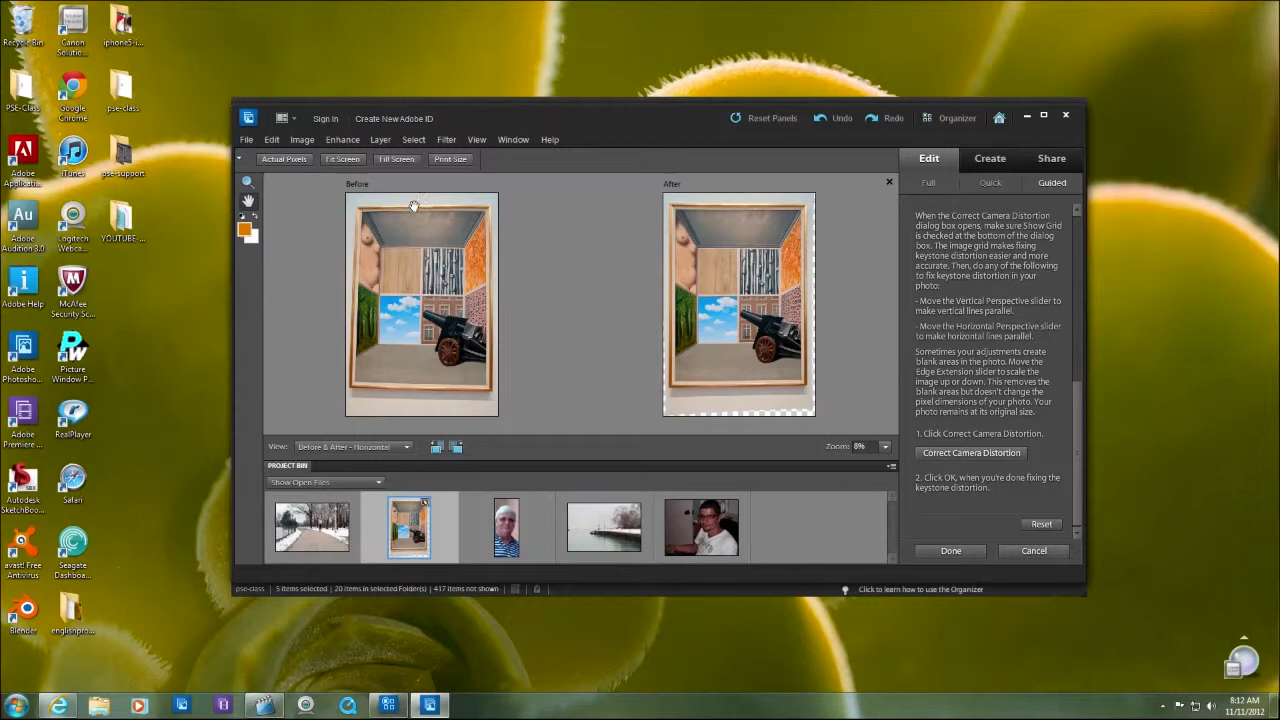 Recycle Bin
Canon
Solutio...
iphone5-i...
PSE-Class
Google
Chrome
pse-class
Adobe
Applicati...
iTunes
pse-support
Adobe
Audition 3.0
Logitech
Webca...
YOUTUBE-...
Adobe Help
McAfee
Security Sc...
Adobe
Photosho...
Picture
Window P...
Adobe
Premiere ...
RealPlayer
Autodesk
SketchBoo...
Safari
avast! Free
Antivirus
Seagate
Dashboa...
Blender
englishpro...
Sign In
Create New Adobe ID
Reset Panels
Undo
Redo
Organizer
File Edit Image Enhance Layer Select Filter View Window Help
Actual Pixels Fit Screen Fill Screen Print Size
Edit Create Share
Full Quick Guided
Before
After
When the Correct Camera Distortion
dialog box opens, make sure Show Grid
is checked at the bottom of the dialog
box. The image grid makes fixing
keystone distortion easier and more
accurate. Then, do any of the following
to fix keystone distortion in your
photo:
- Move the Vertical Perspective slider to
make vertical lines parallel.
- Move the Horizontal Perspective slider
to make horizontal lines parallel.
Sometimes your adjustments create
blank areas in the photo. Move the
Edge Extension slider to scale the
image up or down. This removes the
blank areas but doesn't change the
pixel dimensions of your photo. Your
photo remains at its original size.
1. Click Correct Camera Distortion.
Correct Camera Distortion
2. Click OK, when you're done fixing the
keystone distortion.
Reset
Done
Cancel
View: Before & After - Horizontal
Zoom: 8%
PROJECT BIN
Show Open Files
pse-class 5 items selected 20 items in selected Folder(s) 417 items not shown
Click to learn how to use the Organizer
8:12 AM
11/11/2012